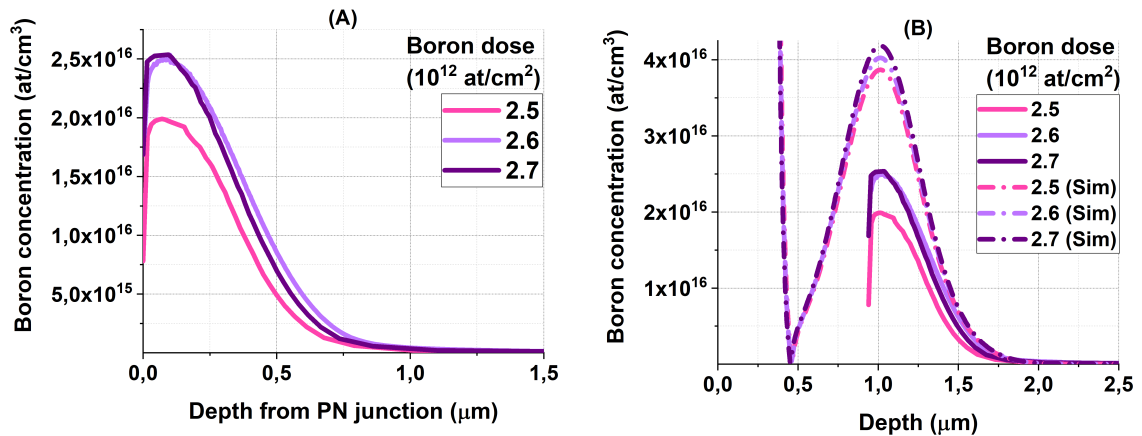 (A)
Boron concentration (at/cm³)
2,5x10¹⁶
2,0x10¹⁶
1,5x10¹⁶
1,0x10¹⁶
5,0x10¹⁵
0,0
0,5
1,0
1,5
Depth from PN junction (μm)
Boron dose
(10¹² at/cm²)
2.5
2.6
2.7
(B)
Boron concentration (at/cm³)
4x10¹⁶
3x10¹⁶
2x10¹⁶
1x10¹⁶
0,0
0,5
1,0
1,5
2,0
2,5
Depth (μm)
Boron dose
(10¹² at/cm²)
2.5
2.6
2.7
2.5 (Sim)
2.6 (Sim)
2.7 (Sim)